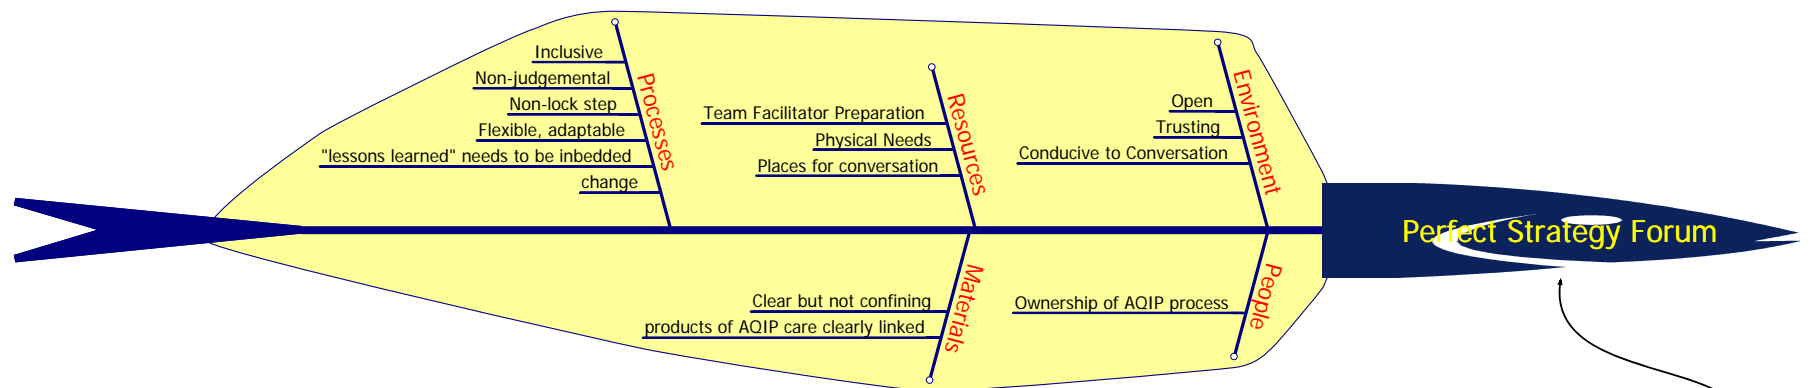 Processes
Inclusive
Non-judgemental
Non-lock step
Flexible, adaptable
"lessons learned" needs to be inbedded
change
Resources
Team Facilitator Preparation
Physical Needs
Places for conversation
Environment
Open
Trusting
Conducive to Conversation
Perfect Strategy Forum
Materials
Clear but not confining
products of AQIP care clearly linked
People
Ownership of AQIP process